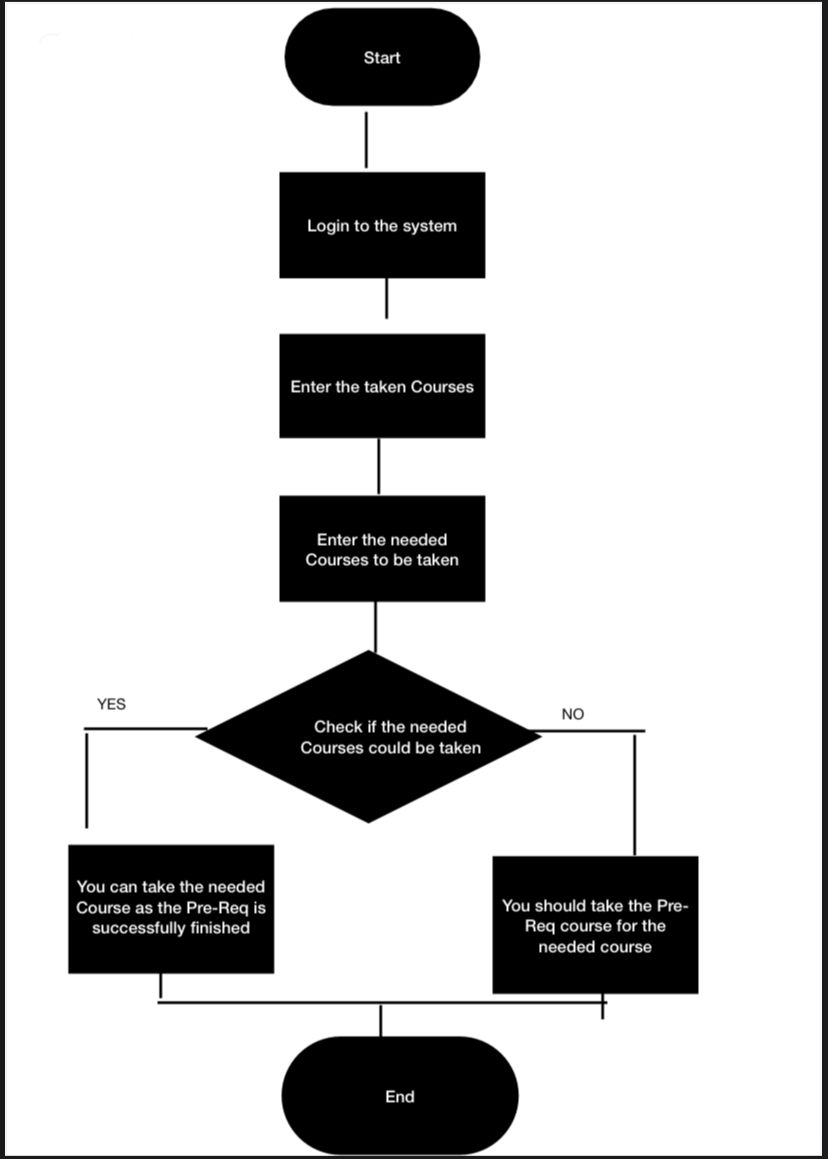 Start
Login to the system
Enter the taken Courses
Enter the needed
Courses to be taken
Check if the needed
Courses could be taken
YES
NO
You can take the needed
Course as the Pre-Req is
successfully finished
You should take the Pre-
Req course for the
needed course
End